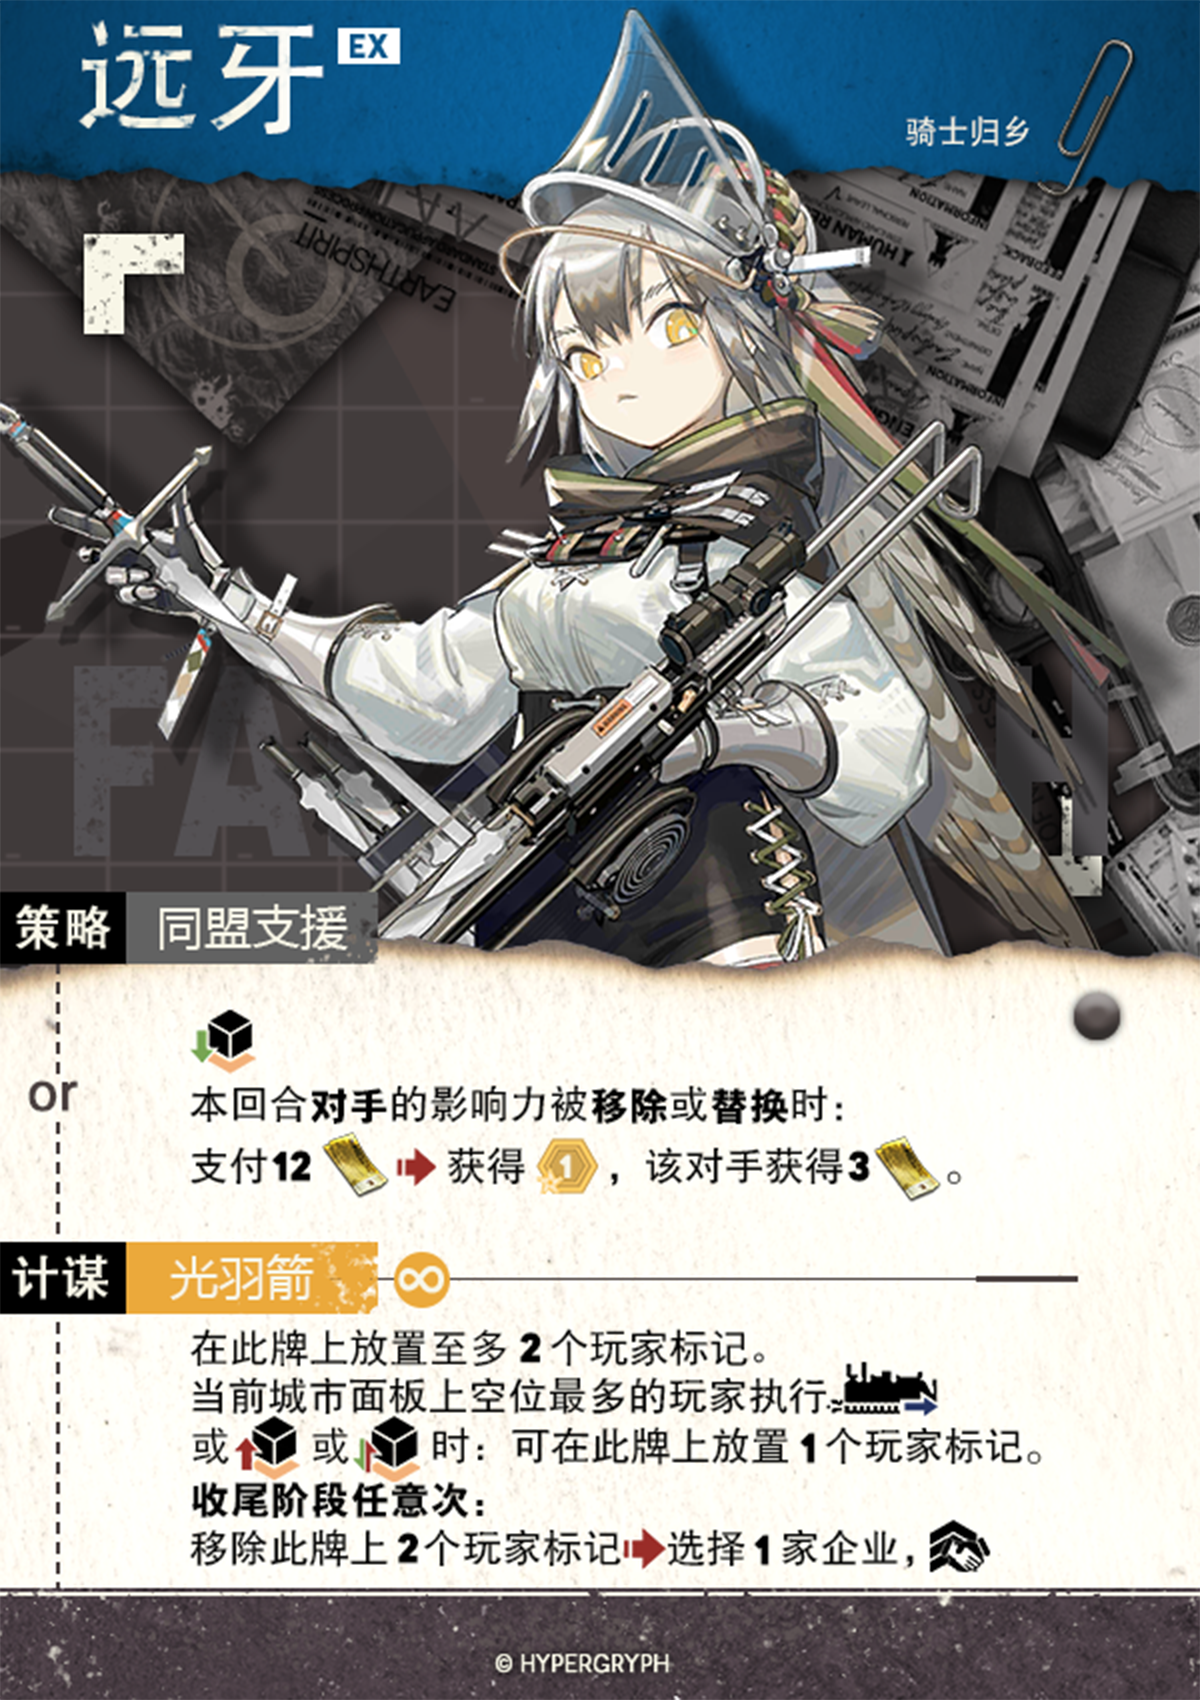 远牙 EX
骑士归乡
EARTHSPIRIT
INFORMATION
FEEDBACK
HUMAN RE
INFORMATION
策略 同盟支援
or
本回合对手的影响力被移除或替换时：
支付12 获得 1 ，该对手获得3 。
计谋 光羽箭 ∞
在此牌上放置至多 2 个玩家标记。
当前城市面板上空位最多的玩家执行
或 或 时：可在此牌上放置 1个玩家标记。
收尾阶段任意次：
移除此牌上 2个玩家标记 选择 1 家企业，
© HYPERGRYPH